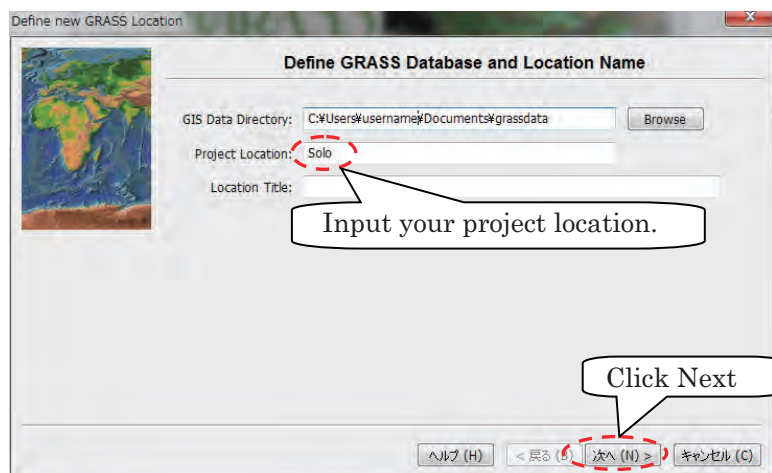 Define new GRASS Location
Define GRASS Database and Location Name
GIS Data Directory: C:¥Users¥username¥Documents¥grassdata Browse
Project Location: Solo
Location Title:
Input your project location.
Click Next
ヘルプ (H) < 戻る (B) 次へ (N) > キャンセル (C)